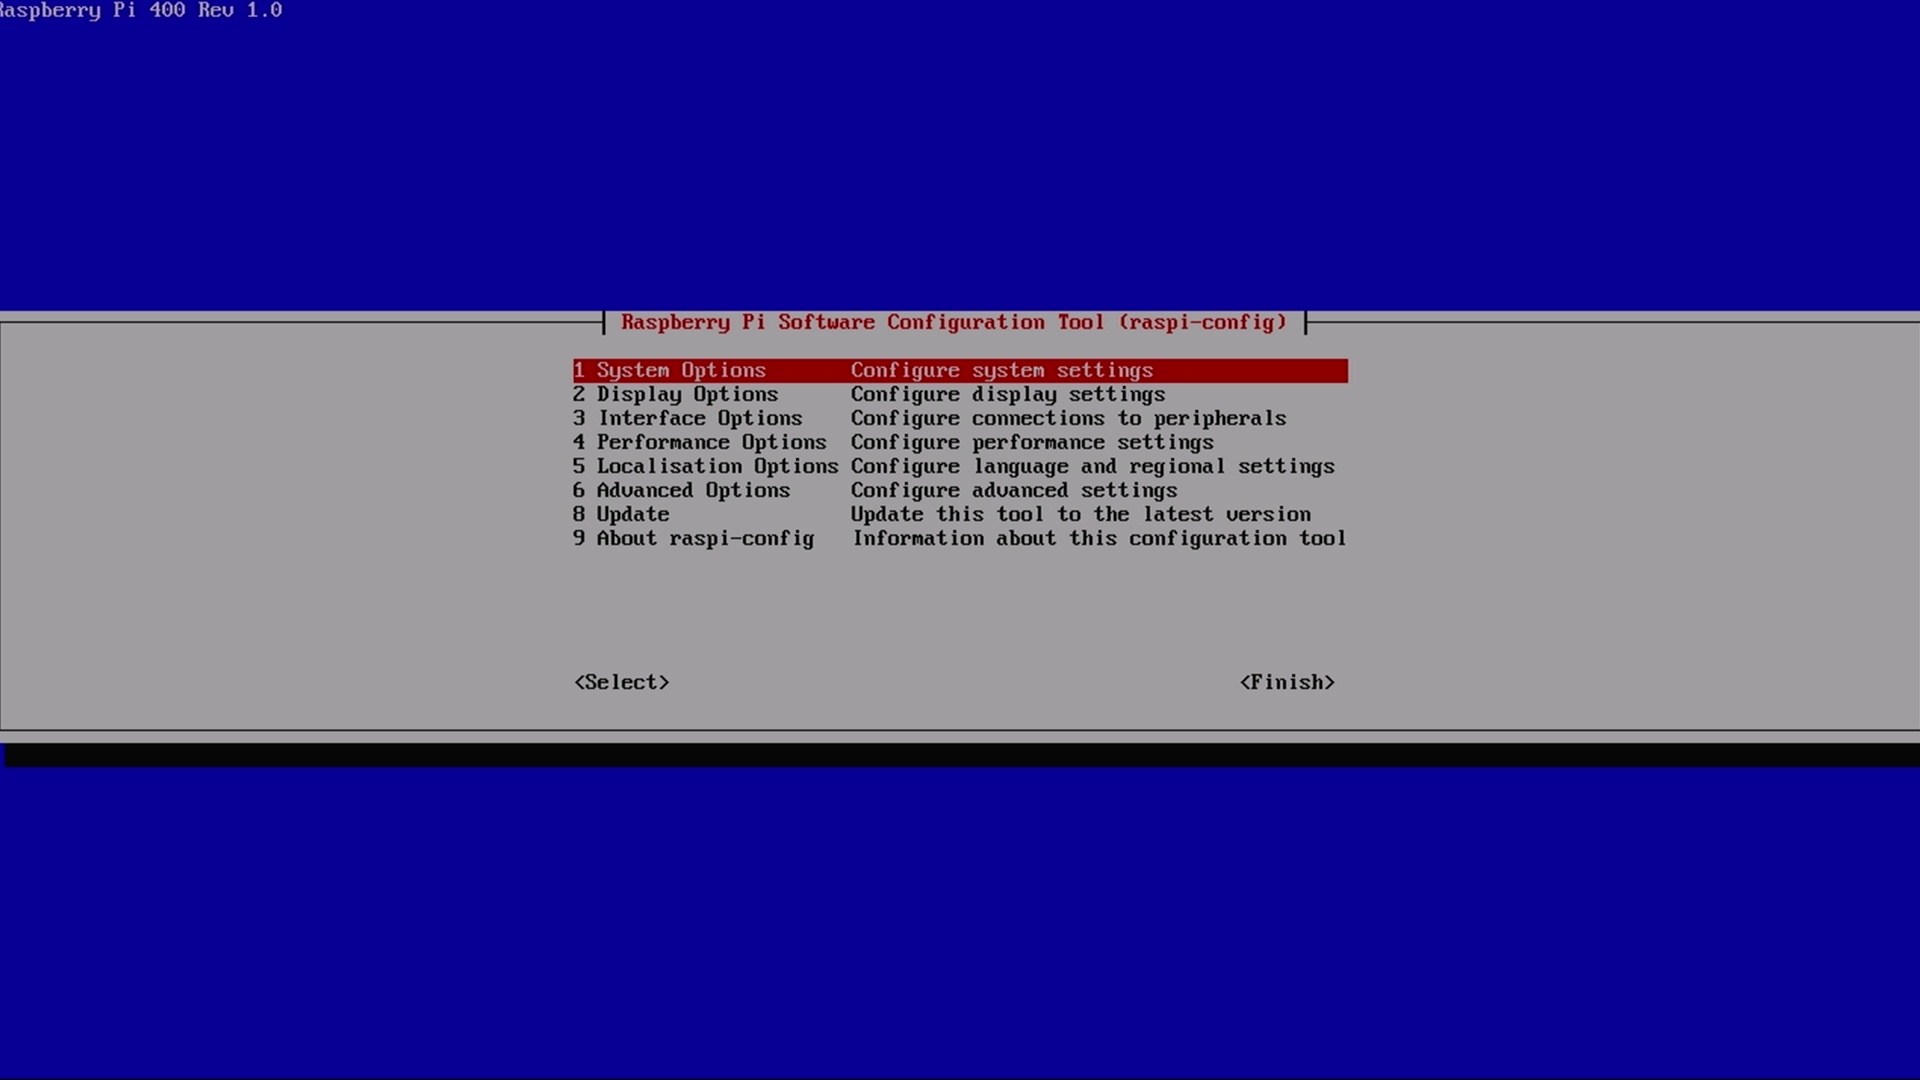 Raspberry Pi 400 Rev 1.0
Raspberry Pi Software Configuration Tool (raspi-config)
1 System Options Configure system settings
2 Display Options Configure display settings
3 Interface Options Configure connections to peripherals
4 Performance Options Configure performance settings
5 Localisation Options Configure language and regional settings
6 Advanced Options Configure advanced settings
8 Update Update this tool to the latest version
9 About raspi-config Information about this configuration tool
<Select> <Finish>